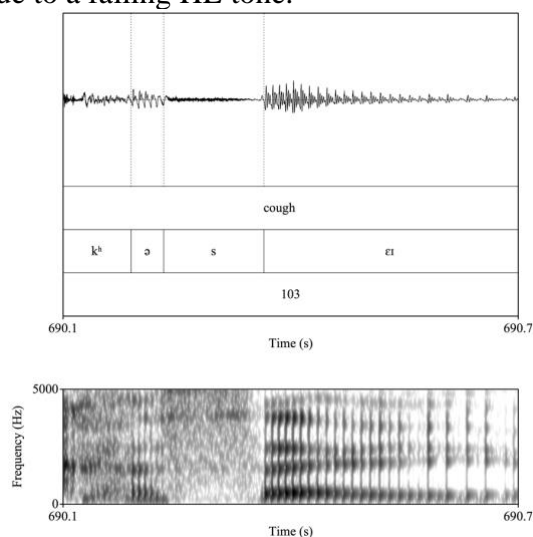 due to a falling HL tone.
cough
kʰ ə s ɛɪ
103
690.1 690.7
Time (s)
5000
Frequency (Hz)
0
690.1 690.7
Time (s)